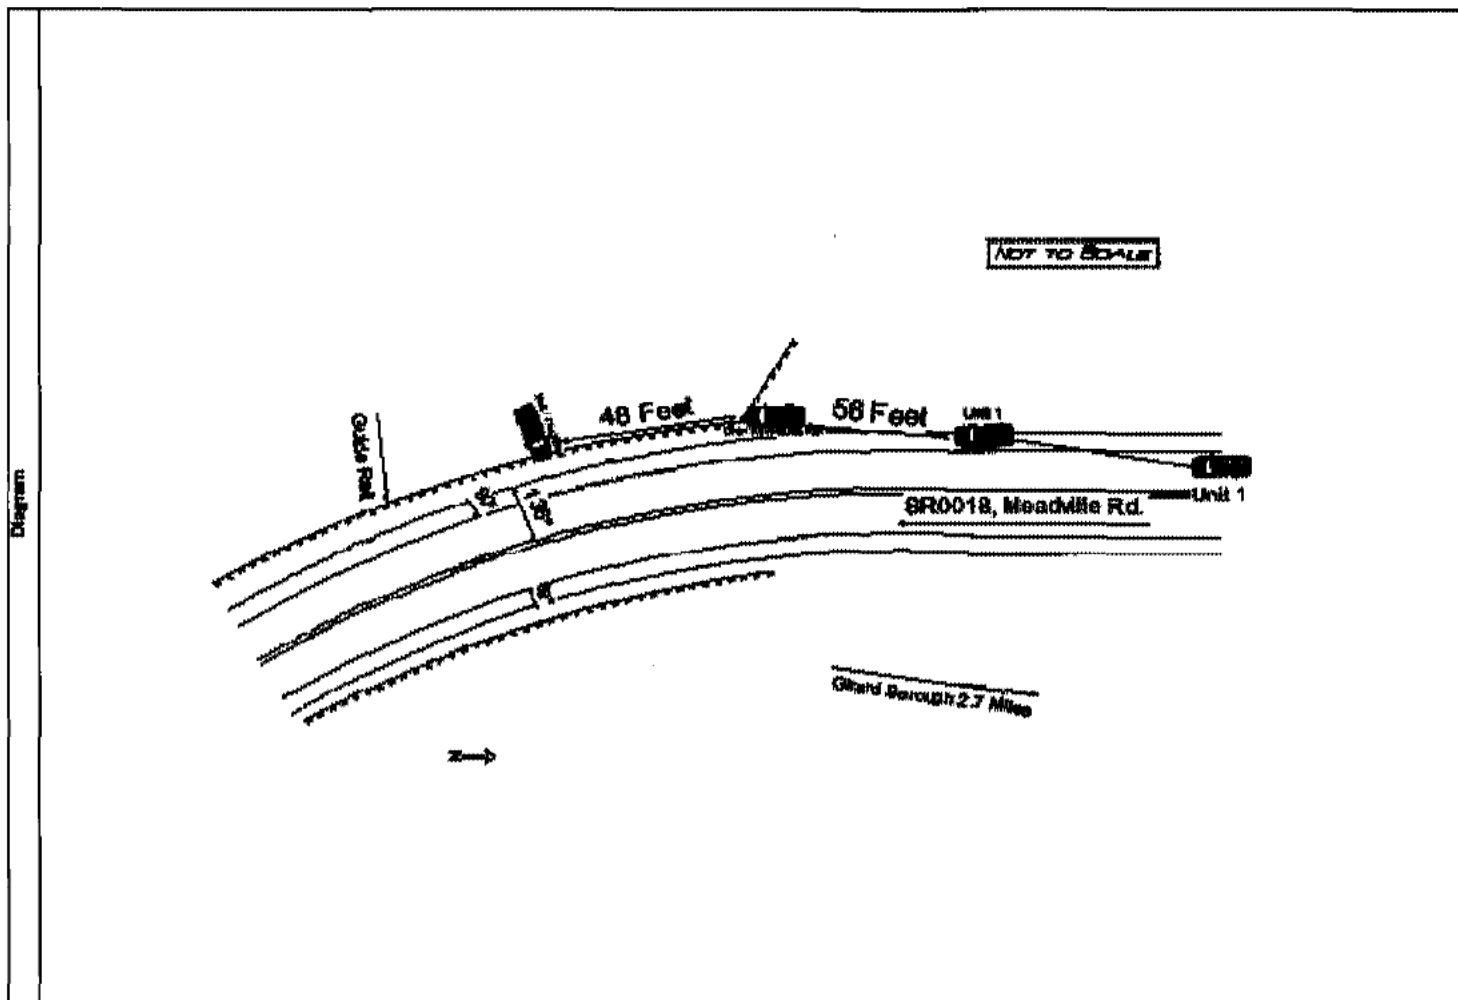 Diagram
NOT TO SCALE
48 Feet
56 Feet
Unit 1
Guide Rail
Unit 1
SR0018, Meadville Rd.
Girard Borough 2.7 Miles
N